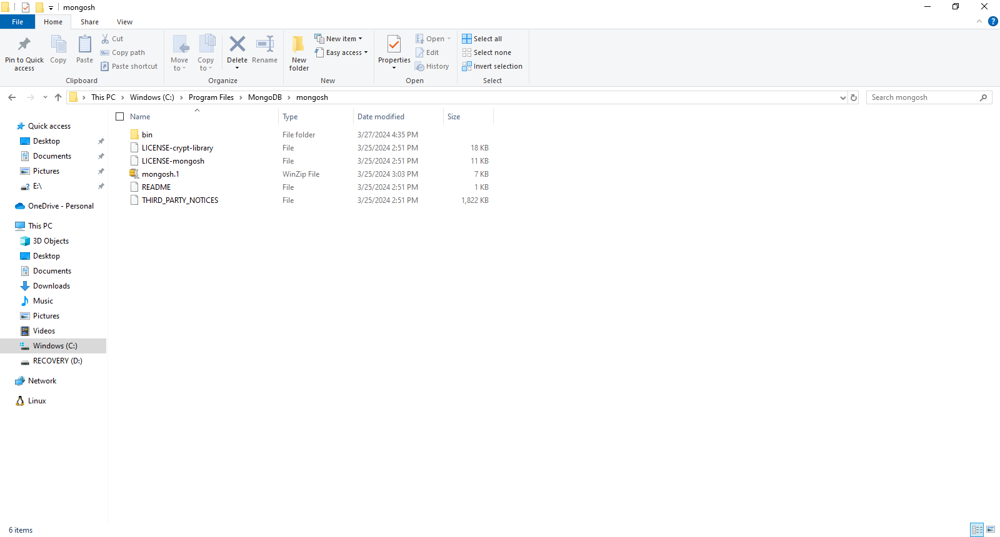 mongosh
File Home Share View
Pin to Quick access
Copy
Paste
Cut
Copy path
Paste shortcut
Clipboard
Move to
Copy to
Delete
Rename
Organize
New folder
New item
Easy access
New
Properties
Open
Edit
History
Open
Select all
Select none
Invert selection
Select
This PC > Windows (C:) > Program Files > MongoDB > mongosh
Search mongosh
Quick access
Desktop
Documents
Pictures
E:\
OneDrive - Personal
This PC
3D Objects
Desktop
Documents
Downloads
Music
Pictures
Videos
Windows (C:)
RECOVERY (D:)
Network
Linux
Name Type Date modified Size
bin File folder 3/27/2024 4:35 PM
LICENSE-crypt-library File 3/25/2024 2:51 PM 18 KB
LICENSE-mongosh File 3/25/2024 2:51 PM 11 KB
mongosh.1 WinZip File 3/25/2024 3:03 PM 7 KB
README File 3/25/2024 2:51 PM 1 KB
THIRD_PARTY_NOTICES File 3/25/2024 2:51 PM 1,822 KB
6 items